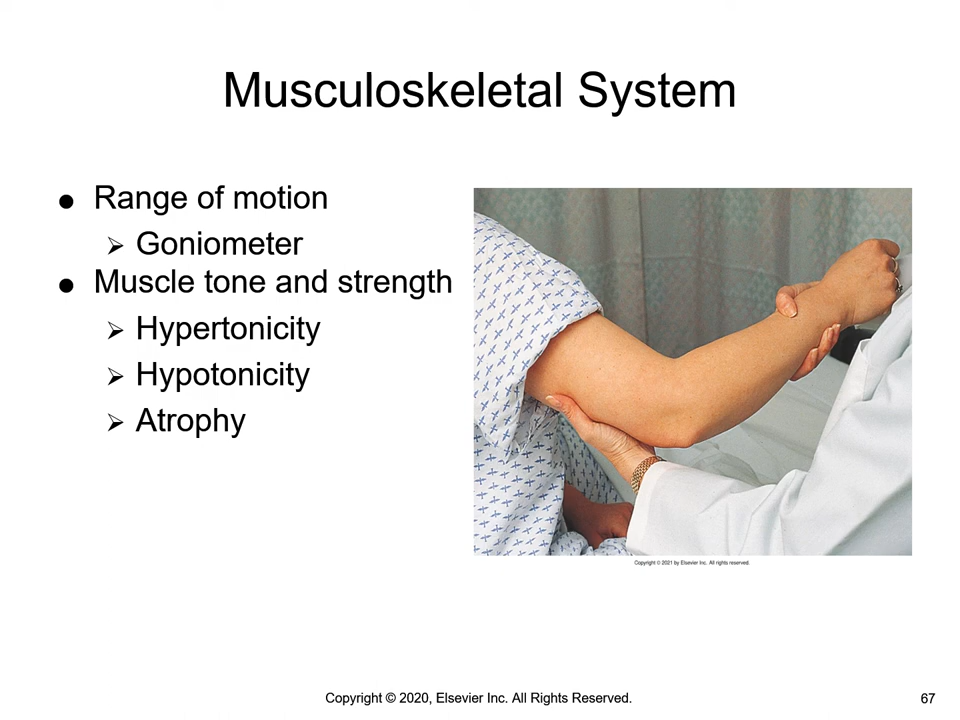 Musculoskeletal System
● Range of motion
➢ Goniometer
● Muscle tone and strength
➢ Hypertonicity
➢ Hypotonicity
➢ Atrophy
Copyright © 2021 by Elsevier Inc. All rights reserved.
Copyright © 2020, Elsevier Inc. All Rights Reserved.
67